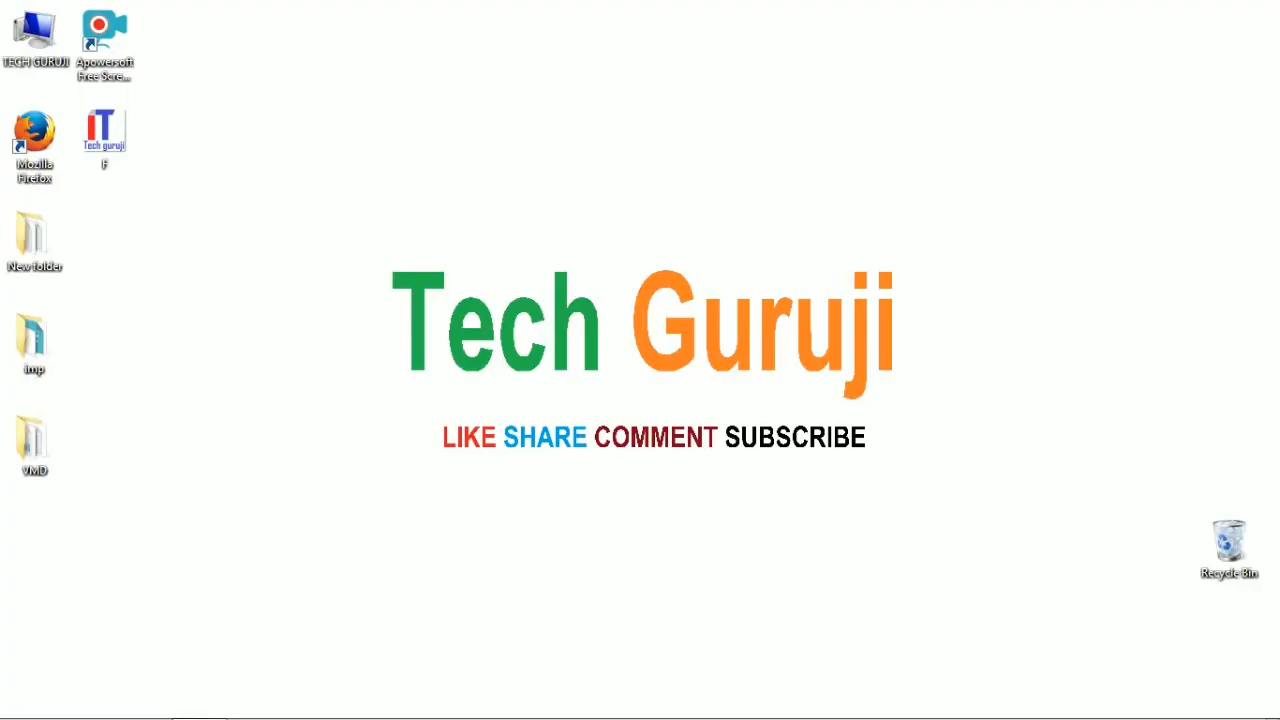 TECH GURUJI
Apowersoft
Free Scre...
Mozilla
Firefox
IT
Tech guruji
F
New folder
imp
VMD
Tech Guruji
LIKE SHARE COMMENT SUBSCRIBE
Recycle Bin